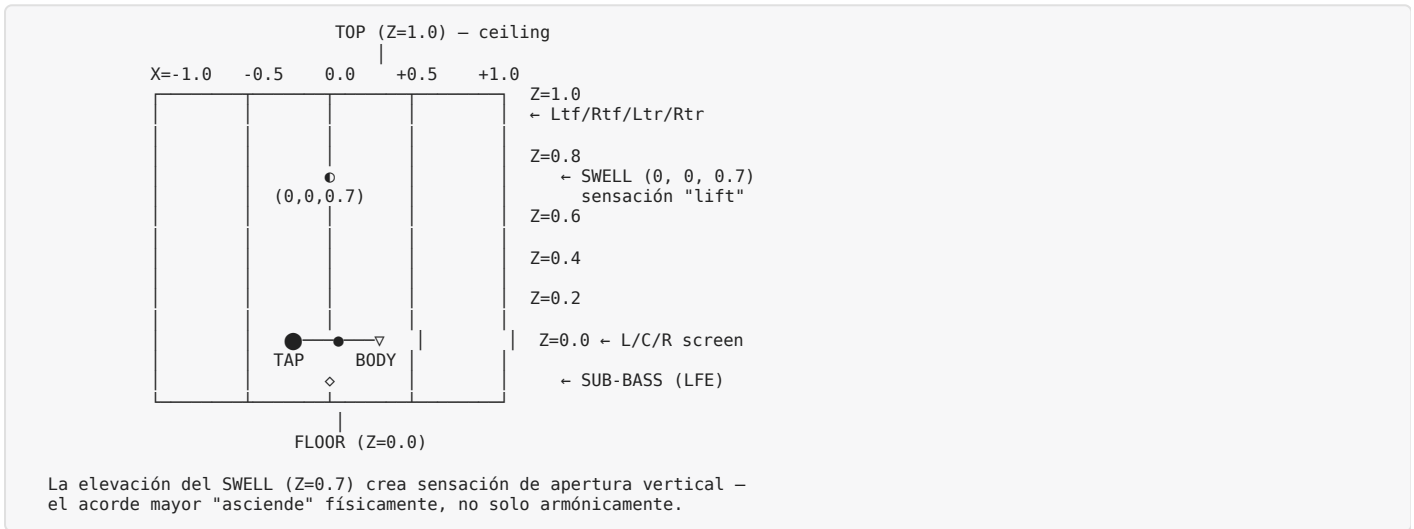 TOP (Z=1.0) — ceiling
X=-1.0 -0.5 0.0 +0.5 +1.0
Z=1.0
← Ltf/Rtf/Ltr/Rtr
Z=0.8
← SWELL (0, 0, 0.7)
(0,0,0.7) sensación "lift"
Z=0.6
Z=0.4
Z=0.2
Z=0.0 ← L/C/R screen
TAP BODY
← SUB-BASS (LFE)
FLOOR (Z=0.0)
La elevación del SWELL (Z=0.7) crea sensación de apertura vertical —
el acorde mayor "asciende" físicamente, no solo armónicamente.